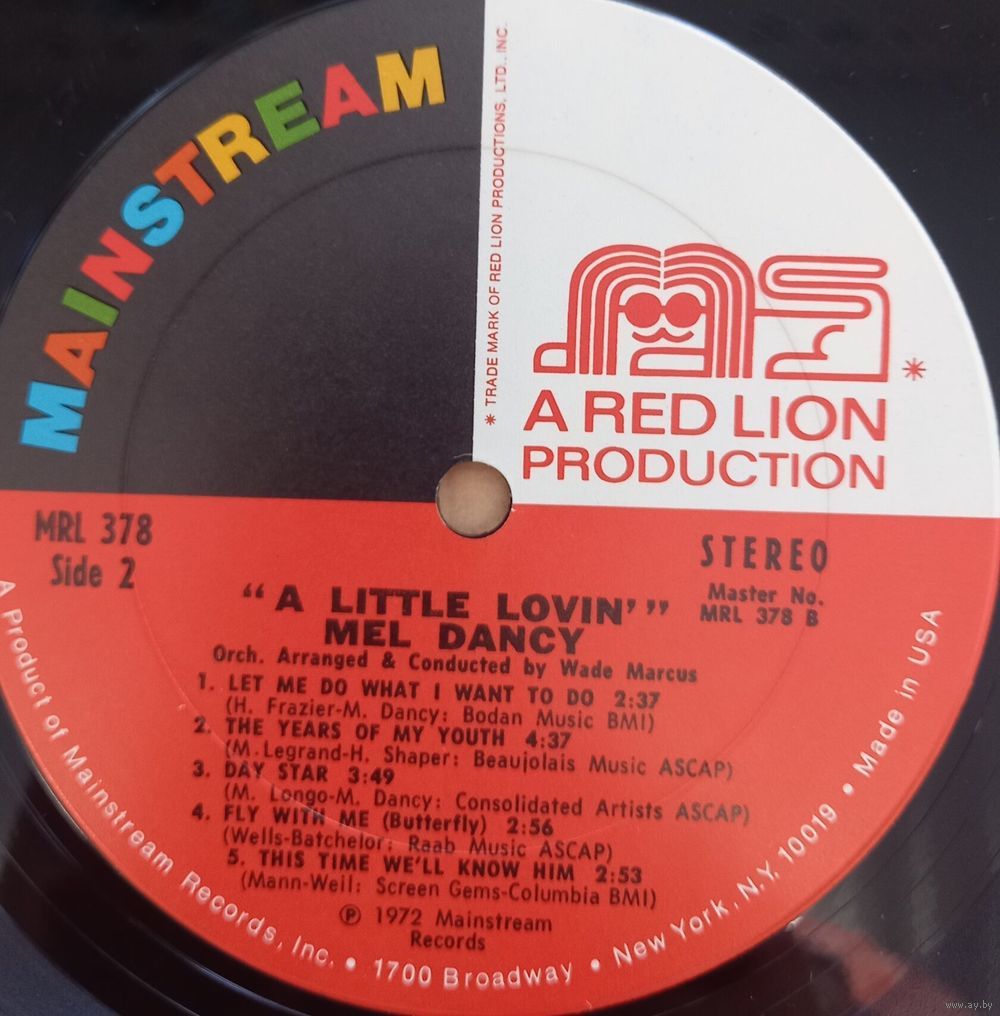 MAINSTREAM
* TRADE MARK OF RED LION PRODUCTIONS, LTD., INC.
ms *
A RED LION
PRODUCTION
MRL 378
Side 2
STEREO
Master No.
MRL 378 B
“A LITTLE LOVIN’”
MEL DANCY
Orch. Arranged & Conducted by Wade Marcus
1. LET ME DO WHAT I WANT TO DO 2:37
(H. Frazier-M. Dancy: Bodan Music BMI)
2. THE YEARS OF MY YOUTH 4:37
(M. Legrand-H. Shaper: Beaujolais Music ASCAP)
3. DAY STAR 3:49
(M. Longo-M. Dancy: Consolidated Artists ASCAP)
4. FLY WITH ME (Butterfly) 2:56
(Wells-Batchelor: Raab Music ASCAP)
5. THIS TIME WE'LL KNOW HIM 2:53
(Mann-Weil: Screen Gems-Columbia BMI)
℗ 1972 Mainstream
Records
A Product of Mainstream Records, Inc. • 1700 Broadway • New York, N.Y. 10019 • Made in USA
www.ay.by